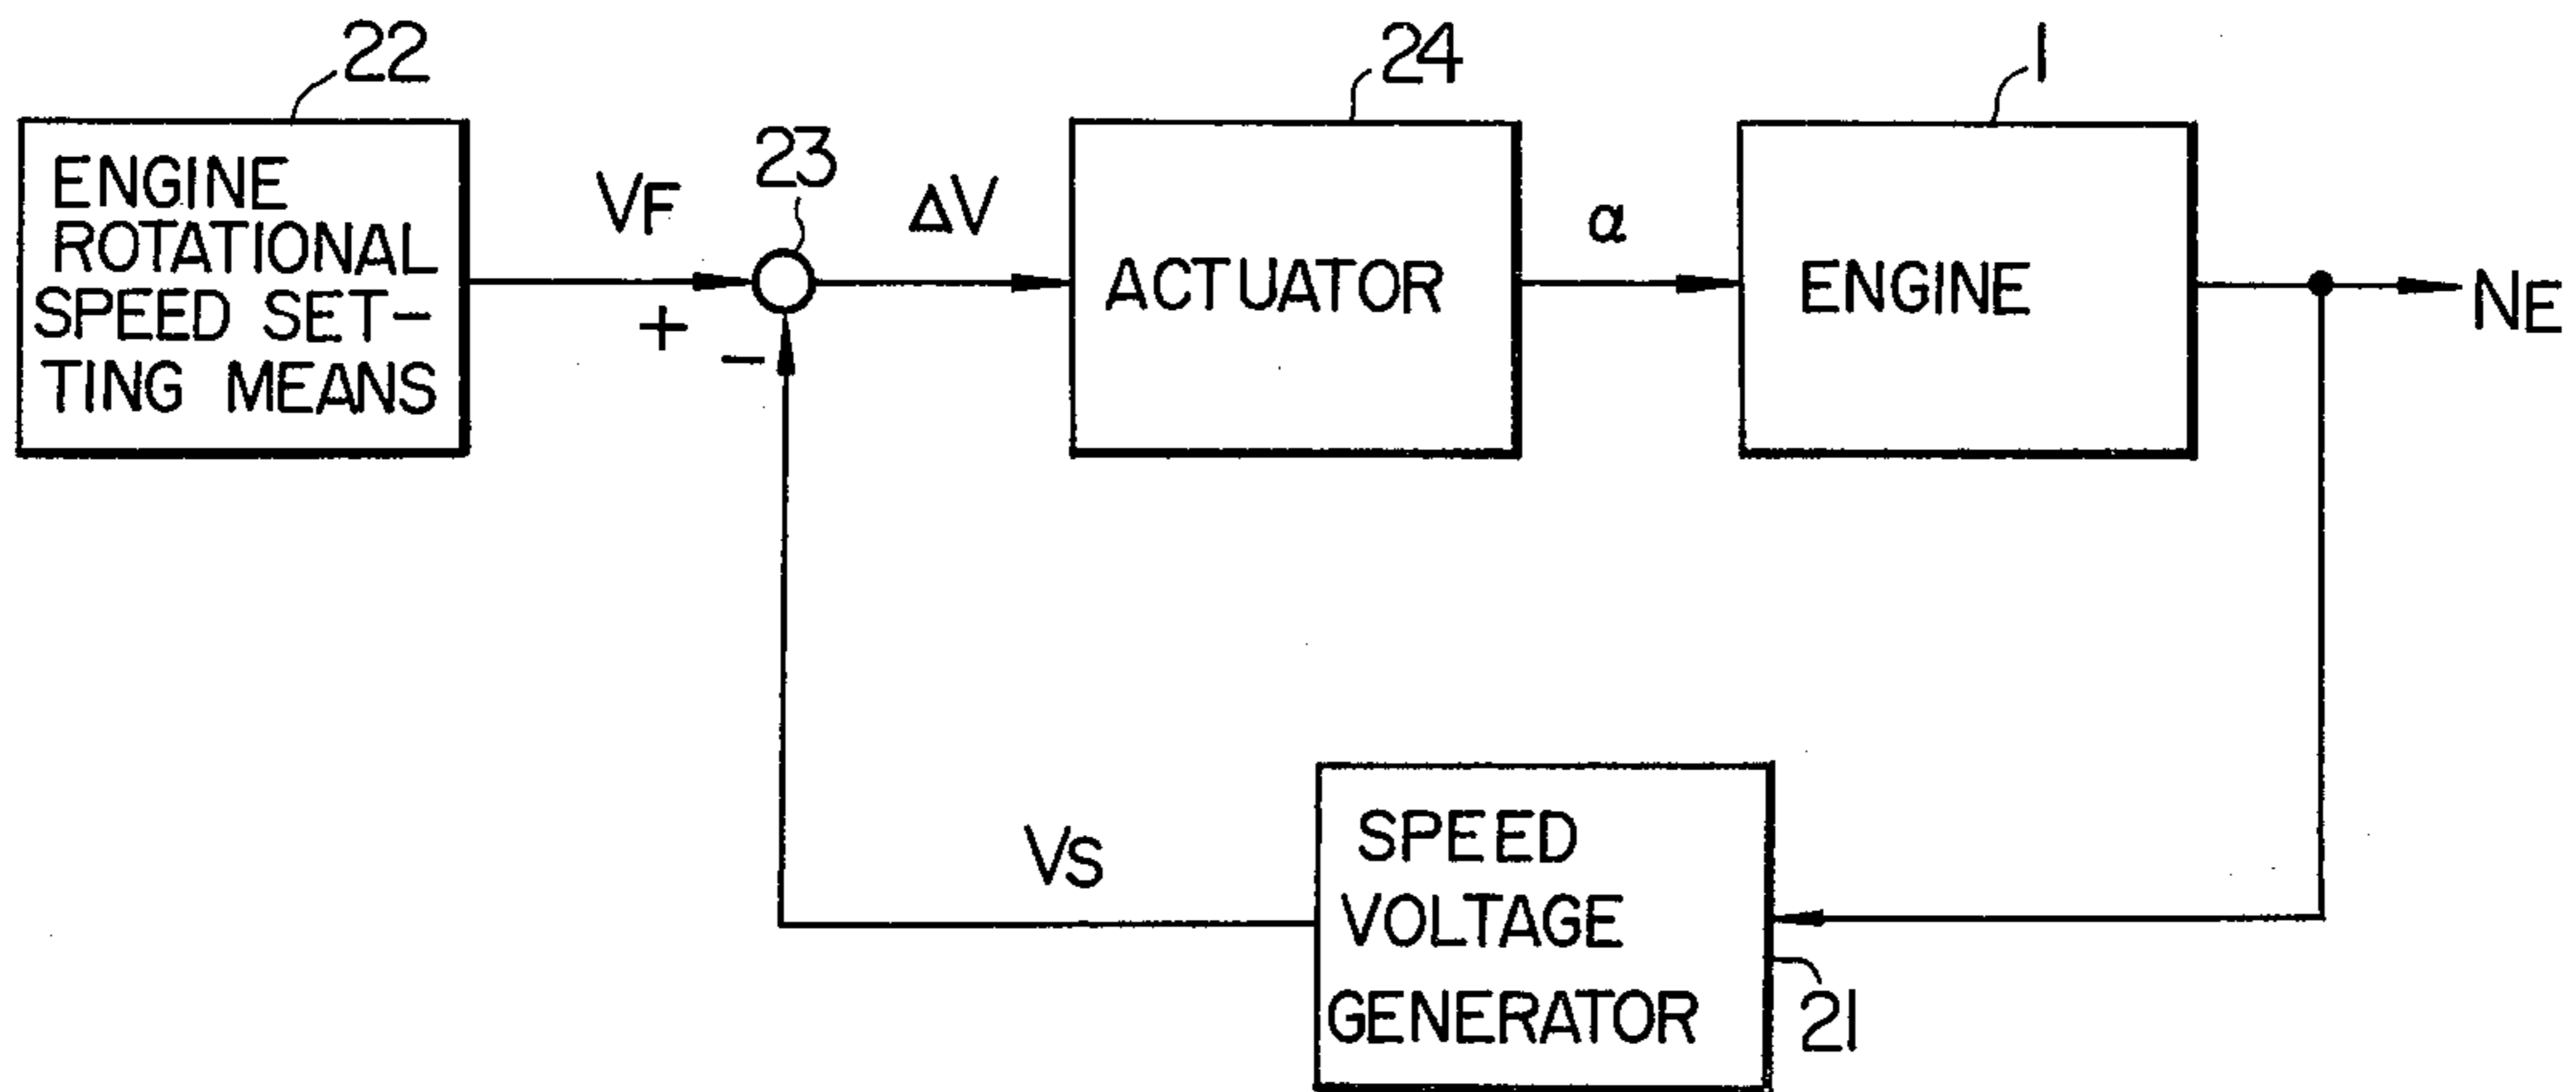 22
24
1
ENGINE
ROTATIONAL
SPEED SET-
TING MEANS
VF
23
ΔV
ACTUATOR
α
ENGINE
NE
+
-
VS
SPEED
VOLTAGE
GENERATOR
21